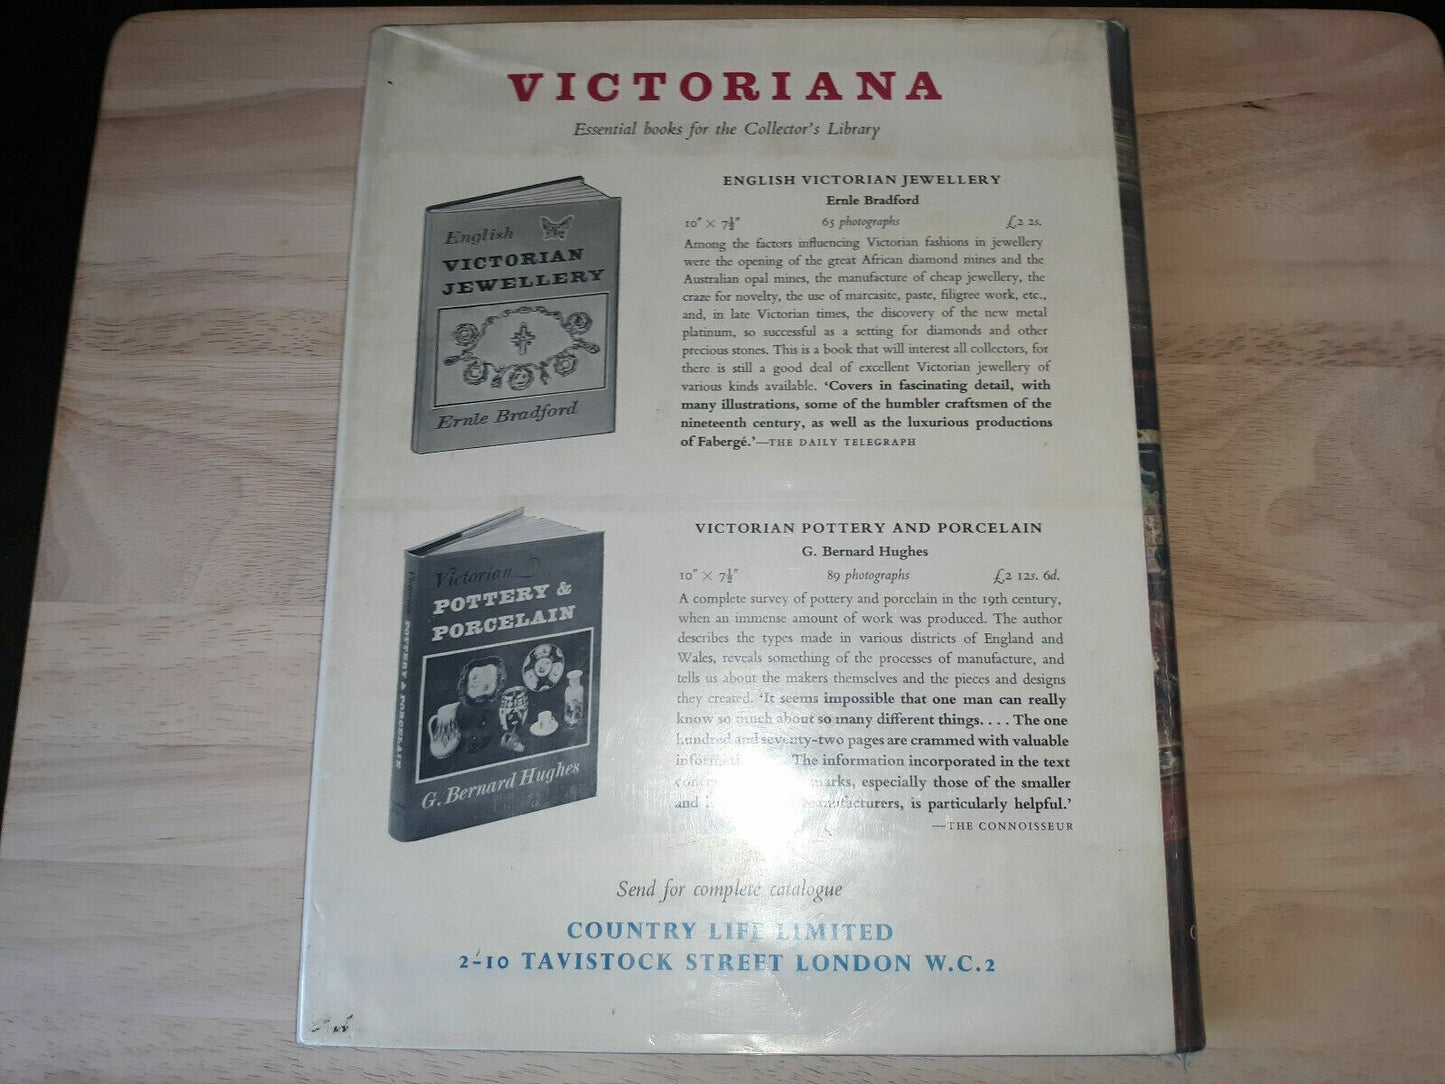 VICTORIANA
Essential books for the Collector's Library
English
VICTORIAN
JEWELLERY
Ernle Bradford
ENGLISH VICTORIAN JEWELLERY
Ernle Bradford
10" × 7½" 65 photographs £2 2s.
Among the factors influencing Victorian fashions in jewellery
were the opening of the great African diamond mines and the
Australian opal mines, the manufacture of cheap jewellery, the
craze for novelty, the use of marcasite, paste, filigree work, etc.,
and, in late Victorian times, the discovery of the new metal
platinum, so successful as a setting for diamonds and other
precious stones. This is a book that will interest all collectors, for
there is still a good deal of excellent Victorian jewellery of
various kinds available. 'Covers in fascinating detail, with
many illustrations, some of the humbler craftsmen of the
nineteenth century, as well as the luxurious productions
of Fabergé.'—THE DAILY TELEGRAPH
Victorian
POTTERY &
PORCELAIN
G. Bernard Hughes
Victorian POTTERY & PORCELAIN
VICTORIAN POTTERY AND PORCELAIN
G. Bernard Hughes
10" × 7½" 89 photographs £2 12s. 6d.
A complete survey of pottery and porcelain in the 19th century,
when an immense amount of work was produced. The author
describes the types made in various districts of England and
Wales, reveals something of the processes of manufacture, and
tells us about the makers themselves and the pieces and designs
they created. 'It seems impossible that one man can really
know so much about so many different things. . . . The one
hundred and seventy-two pages are crammed with valuable
The information incorporated in the text
marks, especially those of the smaller
and manufacturers, is particularly helpful.'
—THE CONNOISSEUR
Send for complete catalogue
COUNTRY LIFE LIMITED
2-10 TAVISTOCK STREET LONDON W.C.2